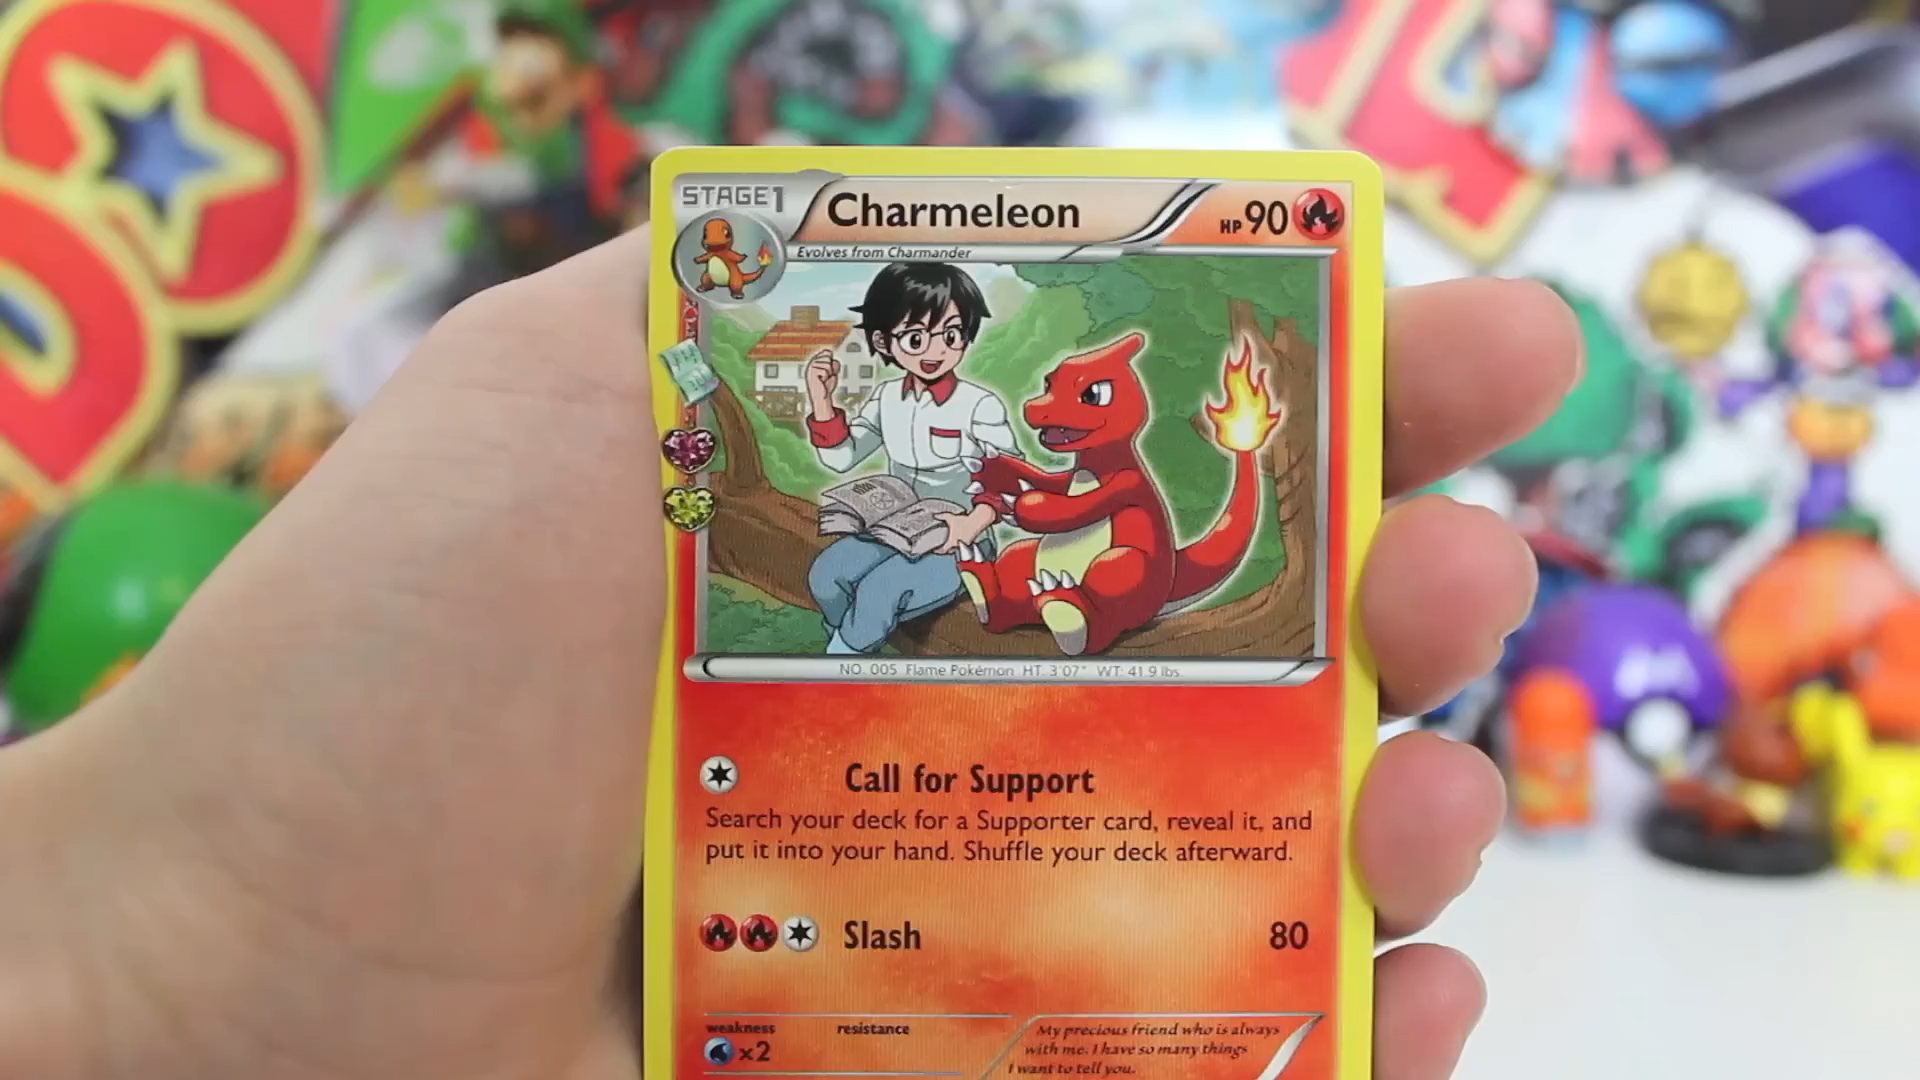 STAGE1
Charmeleon
HP 90
Evolves from Charmander
NO. 005 Flame Pokémon HT. 3'07" WT: 41.9 lbs.
Call for Support
Search your deck for a Supporter card, reveal it, and
put it into your hand. Shuffle your deck afterward.
Slash 80
weakness resistance
x2
My precious friend who is always
with me. I have so many things
I want to tell you.